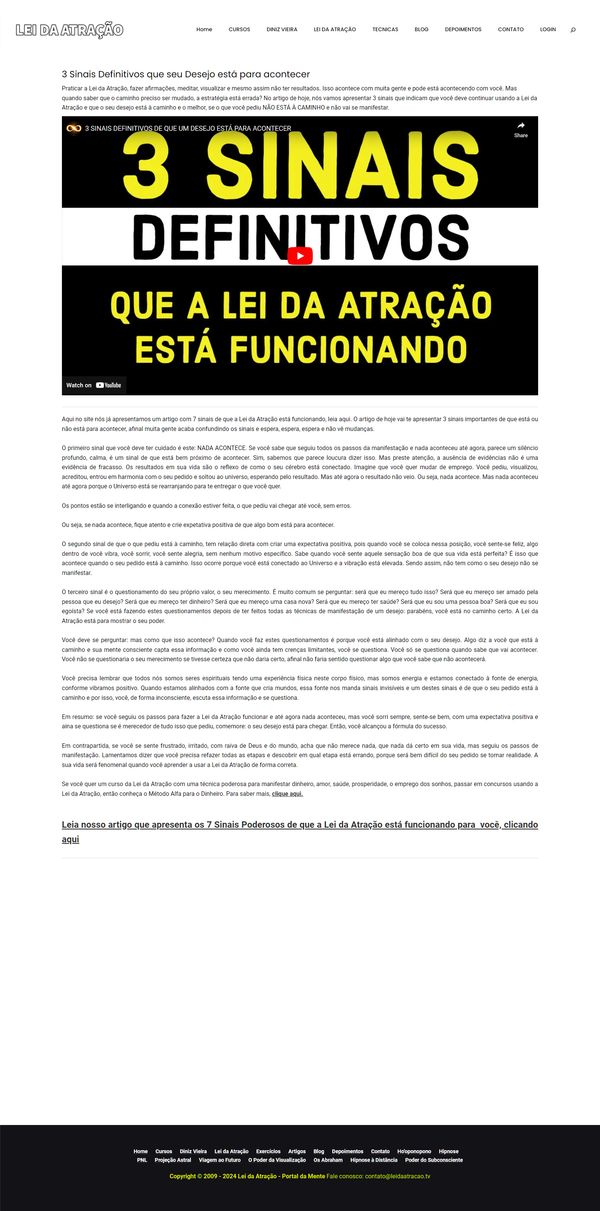 LEI DA ATRAÇÃO
Home CURSOS DINIZ VIEIRA LEI DA ATRAÇÃO TECNICAS BLOG DEPOIMENTOS CONTATO LOGIN
3 Sinais Definitivos que seu Desejo está para acontecer
Praticar a Lei da Atração, fazer afirmações, meditar, visualizar e mesmo assim não ter resultados. Isso acontece com muita gente e pode está acontecendo com você. Mas
quando saber que o caminho preciso ser mudado, a estratégia está errada? No artigo de hoje, nós vamos apresentar 3 sinais que indicam que você deve continuar usando a Lei da
Atração e que o seu desejo está à caminho e o melhor, se o que você pediu NÃO ESTÁ À CAMINHO e não vai se manifestar.
3 SINAIS DEFINITIVOS DE QUE UM DESEJO ESTÁ PARA ACONTECER
Share
3 SINAIS
DEFINITIVOS
QUE A LEI DA ATRAÇÃO
ESTÁ FUNCIONANDO
Watch on YouTube
Aqui no site nós já apresentamos um artigo com 7 sinais de que a Lei da Atração está funcionando, leia aqui. O artigo de hoje vai te apresentar 3 sinais importantes de que está ou
não está para acontecer, afinal muita gente acaba confundindo os sinais e espera, espera, espera e não vê mudanças.
O primeiro sinal que você deve ter cuidado é este: NADA ACONTECE. Se você sabe que seguiu todos os passos da manifestação e nada aconteceu até agora, parece um silêncio
profundo, calma, é um sinal de que está bem próximo de acontecer. Sim, sabemos que parece loucura dizer isso. Mas preste atenção, a ausência de evidências não é uma
evidência de fracasso. Os resultados em sua vida são o reflexo de como o seu cérebro está conectado. Imagine que você quer mudar de emprego. Você pediu, visualizou,
acreditou, entrou em harmonia com o seu pedido e soltou ao universo, esperando pelo resultado. Mas até agora o resultado não veio. Ou seja, nada acontece. Mas nada aconteceu
até agora porque o Universo está se rearranjando para te entregar o que você quer.
Os pontos estão se interligando e quando a conexão estiver feita, o que pediu vai chegar até você, sem erros.
Ou seja, se nada acontece, fique atento e crie expetativa positiva de que algo bom está para acontecer.
O segundo sinal de que o que pediu está à caminho, tem relação direta com criar uma expectativa positiva, pois quando você se coloca nessa posição, você sente-se feliz, algo
dentro de você vibra, você sorrir, você sente alegria, sem nenhum motivo específico. Sabe quando você sente aquele sensação boa de que sua vida está perfeita? É isso que
acontece quando o seu pedido está à caminho. Isso ocorre porque você está conectado ao Universo e a vibração está elevada. Sendo assim, não tem como o seu desejo não se
manifestar.
O terceiro sinal é o questionamento do seu próprio valor, o seu merecimento. É muito comum se perguntar: será que eu mereço tudo isso? Será que eu mereço ser amado pela
pessoa que eu desejo? Será que eu mereço ter dinheiro? Será que eu mereço uma casa nova? Será que eu mereço ter saúde? Será que eu sou uma pessoa boa? Será que eu sou
egoísta? Se você está fazendo estes questionamentos depois de ter feitos todas as técnicas de manifestação de um desejo: parabéns, você está no caminho certo. A Lei da
Atração está para mostrar o seu poder.
Você deve se perguntar: mas como que isso acontece? Quando você faz estes questionamentos é porque você está alinhado com o seu desejo. Algo diz a você que está à
caminho e sua mente consciente capta essa informação e como você ainda tem crenças limitantes, você se questiona. Você só se questiona quando sabe que vai acontecer.
Você não se questionaria o seu merecimento se tivesse certeza que não daria certo, afinal não faria sentido questionar algo que você sabe que não acontecerá.
Você precisa lembrar que todos nós somos seres espirituais tendo uma experiência física neste corpo físico, mas somos energia e estamos conectado à fonte de energia,
conforme vibramos positivo. Quando estamos alinhados com a fonte que cria mundos, essa fonte nos manda sinais invisíveis e um destes sinais é de que o seu pedido está à
caminho e por isso, você, de forma inconsciente, escuta essa informação e se questiona.
Em resumo: se você seguiu os passos para fazer a Lei da Atração funcionar e até agora nada aconteceu, mas você sorri sempre, sente-se bem, com uma expectativa positiva e
aina se questiona se é merecedor de tudo isso que pediu, comemore: o seu desejo está para chegar. Então, você alcançou a fórmula do sucesso.
Em contrapartida, se você se sente frustrado, irritado, com raiva de Deus e do mundo, acha que não merece nada, que nada dá certo em sua vida, mas seguiu os passos de
manifestação. Lamentamos dizer que você precisa refazer todas as etapas e descobrir em qual etapa está errando, porque será bem difícil do seu pedido se tornar realidade. A
sua vida será fenomenal quando você aprender a usar a Lei da Atração de forma correta.
Se você quer um curso da Lei da Atração com uma técnica poderosa para manifestar dinheiro, amor, saúde, prosperidade, o emprego dos sonhos, passar em concursos usando a
Lei da Atração, então conheça o Método Alfa para o Dinheiro. Para saber mais, clique aqui.
Leia nosso artigo que apresenta os 7 Sinais Poderosos de que a Lei da Atração está funcionando para você, clicando
aqui
Home Cursos Diniz Vieira Lei da Atração Exercícios Artigos Blog Depoimentos Contato Ho'oponopono Hipnose
PNL Projeção Astral Viagem ao Futuro O Poder da Visualização Os Abraham Hipnose à Distância Poder do Subconsciente
Copyright © 2009 - 2024 Lei da Atração - Portal da Mente Fale conosco: contato@leidaatracao.tv